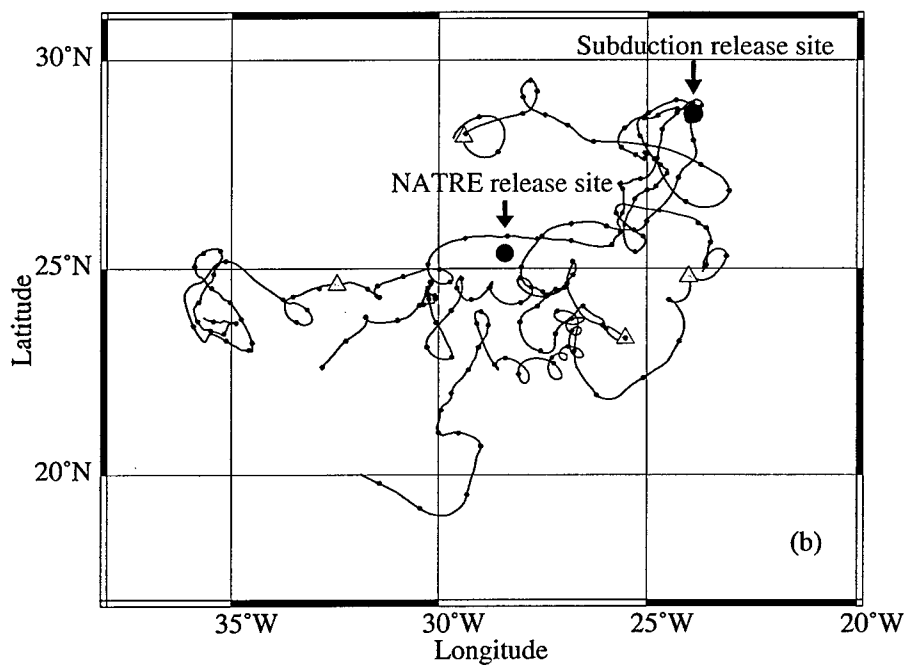 Subduction release site
30°N
NATRE release site
25°N
Latitude
20°N
(b)
35°W
30°W
25°W
20°W
Longitude